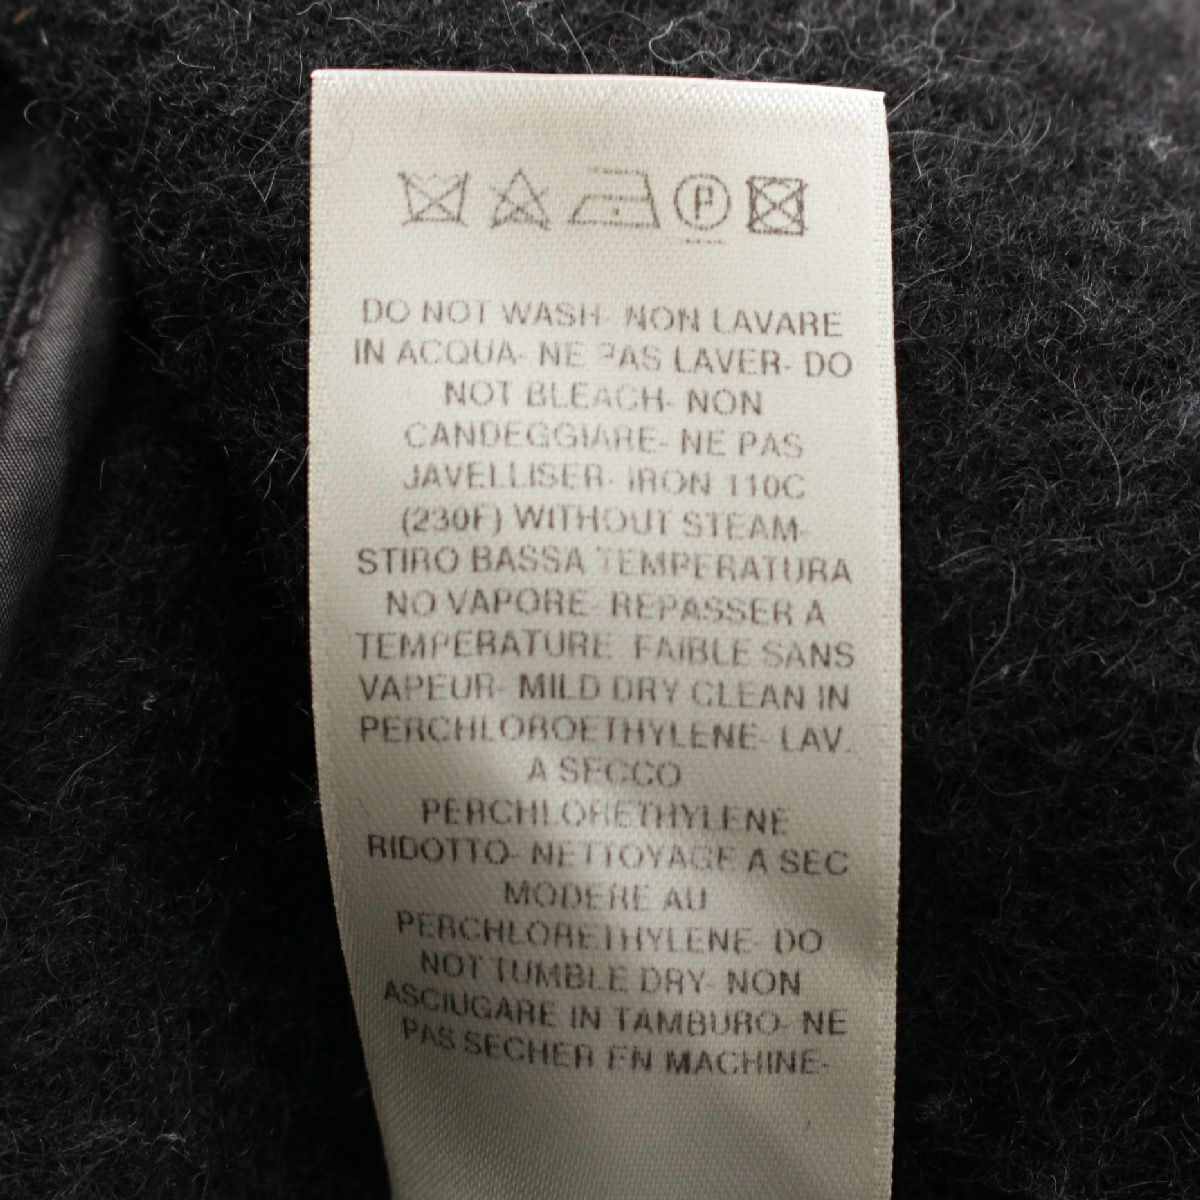 P
DO NOT WASH- NON LAVARE
IN ACQUA- NE PAS LAVER- DO
NOT BLEACH- NON
CANDEGGIARE- NE PAS
JAVELLISER- IRON 110C
(230F) WITHOUT STEAM-
STIRO BASSA TEMPERATURA
NO VAPORE- REPASSER A
TEMPERATURE FAIBLE SANS
VAPEUR- MILD DRY CLEAN IN
PERCHLOROETHYLENE- LAV.
A SECCO
PERCHLORETHYLENE
RIDOTTO- NETTOYAGE A SEC
MODERE AU
PERCHLORETHYLENE- DO
NOT TUMBLE DRY- NON
ASCIUGARE IN TAMBURO- NE
PAS SECHER EN MACHINE-